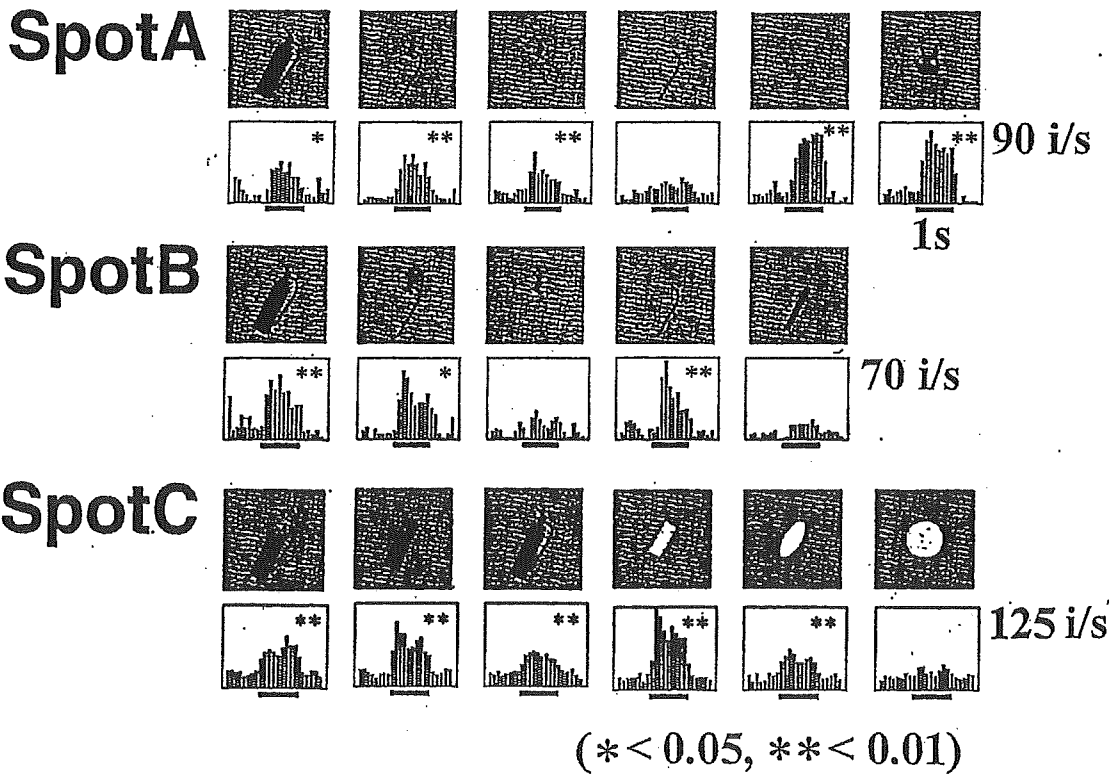 SpotA
* ** ** ** **
90 i/s
1s
SpotB
** * **
70 i/s
SpotC
** ** ** ** **
125 i/s
(*<0.05, **<0.01)